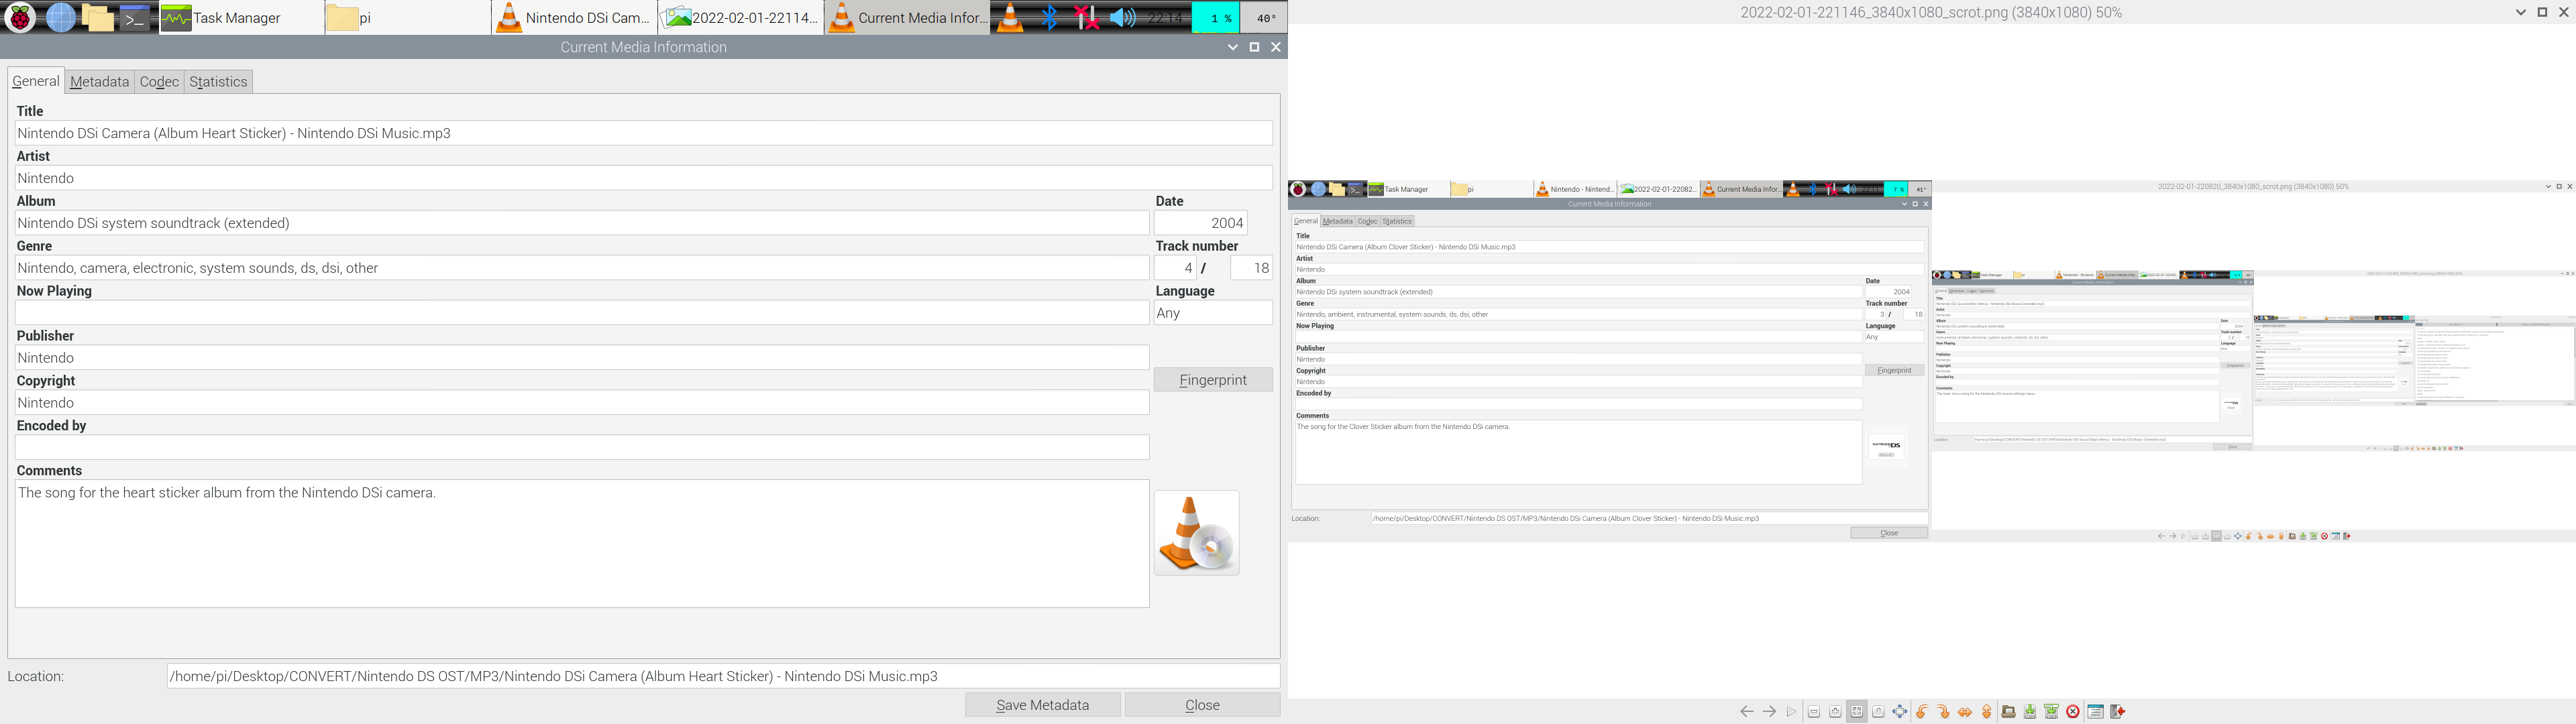 Task Manager
pi
Nintendo DSi Cam...
2022-02-01-22114...
Current Media Infor...
22:14
1 %
40°
Current Media Information
General
Metadata
Codec
Statistics
Title
Nintendo DSi Camera (Album Heart Sticker) - Nintendo DSi Music.mp3
Artist
Nintendo
Album
Date
Nintendo DSi system soundtrack (extended)
2004
Genre
Track number
Nintendo, camera, electronic, system sounds, ds, dsi, other
4 / 18
Now Playing
Language
Any
Publisher
Nintendo
Fingerprint
Copyright
Nintendo
Encoded by
Comments
The song for the heart sticker album from the Nintendo DSi camera.
Location:
/home/pi/Desktop/CONVERT/Nintendo DS OST/MP3/Nintendo DSi Camera (Album Heart Sticker) - Nintendo DSi Music.mp3
Save Metadata
Close
2022-02-01-221146_3840x1080_scrot.png (3840x1080) 50%
Task Manager
pi
Nintendo - Nintend...
2022-02-01-22082...
Current Media Infor...
7 %
41°
Current Media Information
General
Metadata
Codec
Statistics
Title
Nintendo DSi Camera (Album Clover Sticker) - Nintendo DSi Music.mp3
Artist
Nintendo
Album
Date
Nintendo DSi system soundtrack (extended)
2004
Genre
Track number
Nintendo, ambient, instrumental, system sounds, ds, dsi, other
3 / 18
Now Playing
Language
Any
Publisher
Nintendo
Fingerprint
Copyright
Nintendo
Encoded by
Comments
The song for the Clover Sticker album from the Nintendo DSi camera.
NINTENDO DS
Location:
/home/pi/Desktop/CONVERT/Nintendo DS OST/MP3/Nintendo DSi Camera (Album Clover Sticker) - Nintendo DSi Music.mp3
Close
2022-02-01-220820_3840x1080_scrot.png (3840x1080) 50%